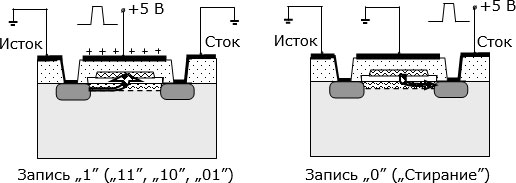 +5 В
Исток
Сток
+ + + + + +
Запись „1” („11”, „10”, „01”)
+5 В
Исток
Сток
Запись „0” („Стирание”)